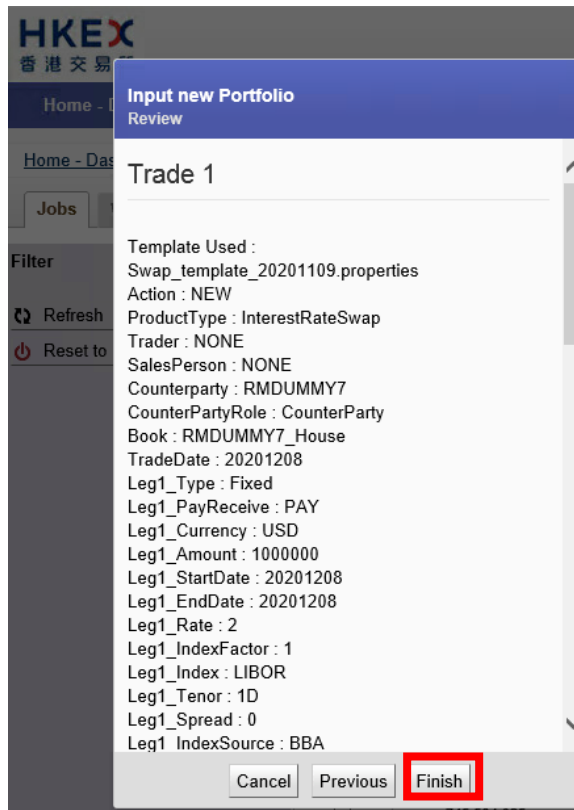 HKEX
香港交易
Home -
Home - Das
Jobs
Filter
Refresh
Reset to
Input new Portfolio
Review
Trade 1
Template Used :
Swap_template_20201109.properties
Action : NEW
ProductType : InterestRateSwap
Trader : NONE
SalesPerson : NONE
Counterparty : RMDUMMY7
CounterPartyRole : CounterParty
Book : RMDUMMY7_House
TradeDate : 20201208
Leg1_Type : Fixed
Leg1_PayReceive : PAY
Leg1_Currency : USD
Leg1_Amount : 1000000
Leg1_StartDate : 20201208
Leg1_EndDate : 20201208
Leg1_Rate : 2
Leg1_IndexFactor : 1
Leg1_Index : LIBOR
Leg1_Tenor : 1D
Leg1_Spread : 0
Leg1_IndexSource : BBA
Cancel Previous Finish